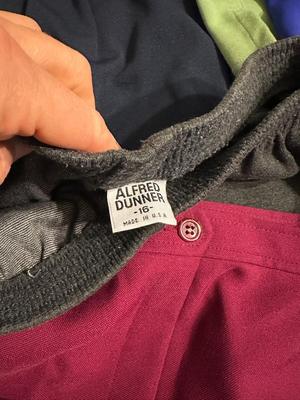 ALFRED
DUNNER
-16-
MADE IN U.S.A.